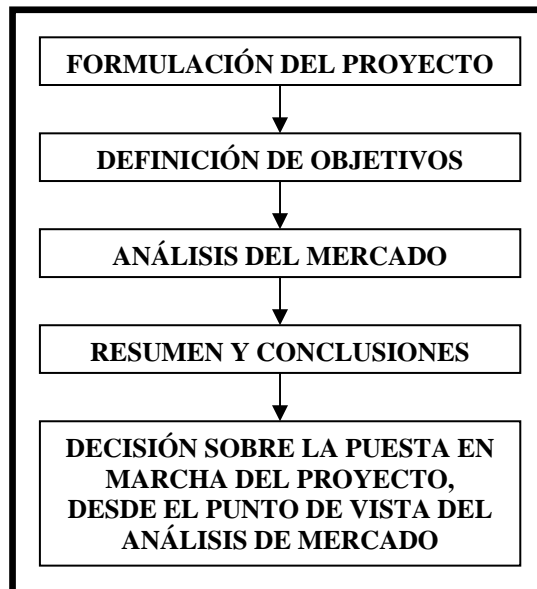 FORMULACIÓN DEL PROYECTO
DEFINICIÓN DE OBJETIVOS
ANÁLISIS DEL MERCADO
RESUMEN Y CONCLUSIONES
DECISIÓN SOBRE LA PUESTA EN
MARCHA DEL PROYECTO,
DESDE EL PUNTO DE VISTA DEL
ANÁLISIS DE MERCADO